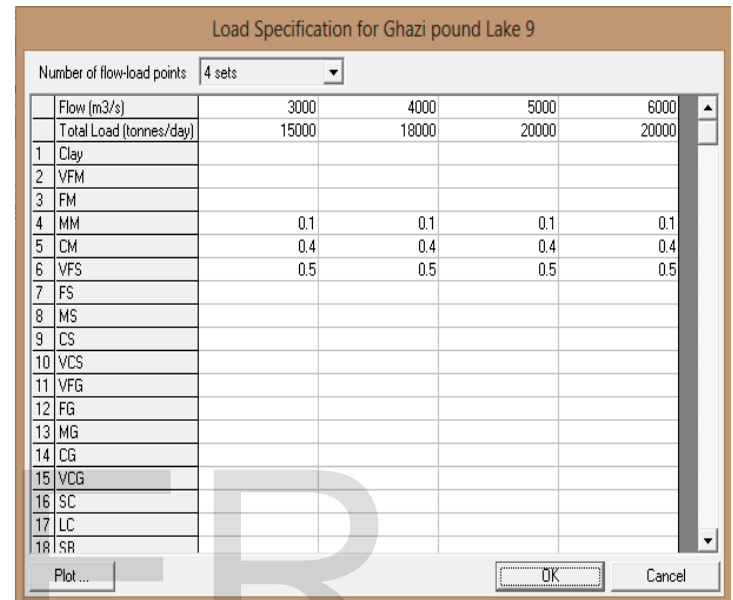 Load Specification for Ghazi pound Lake 9
Number of flow-load points 4 sets
Flow (m3/s) 3000 4000 5000 6000
Total Load (tonnes/day) 15000 18000 20000 20000
1 Clay
2 VFM
3 FM
4 MM 0.1 0.1 0.1 0.1
5 CM 0.4 0.4 0.4 0.4
6 VFS 0.5 0.5 0.5 0.5
7 FS
8 MS
9 CS
10 VCS
11 VFG
12 FG
13 MG
14 CG
15 VCG
16 SC
17 LC
18 SB
Plot ... OK Cancel